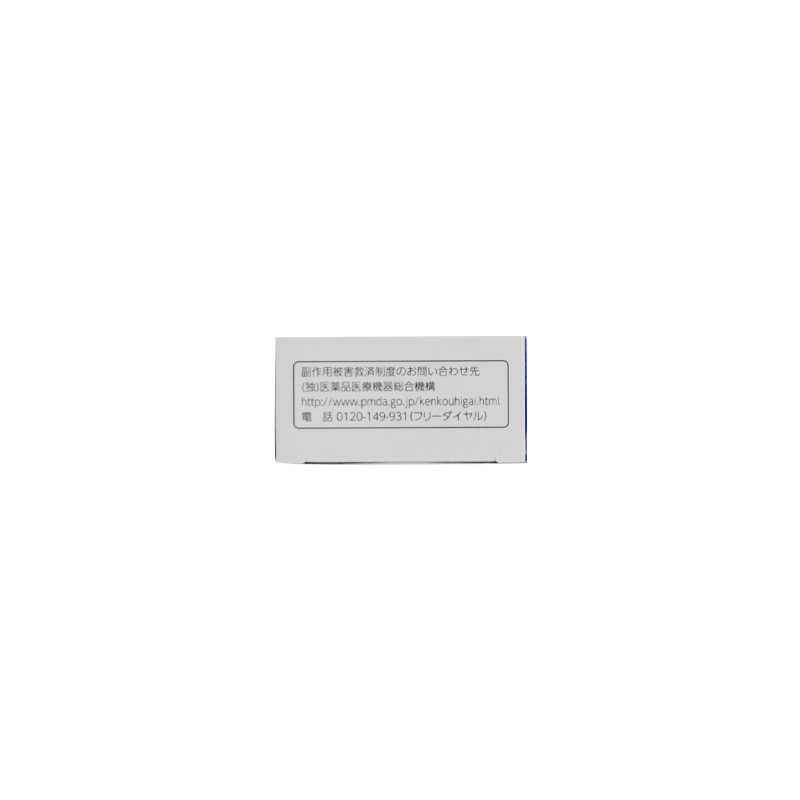 副作用被害救済制度のお問い合わせ先
(独)医薬品医療機器総合機構
http://www.pmda.go.jp/kenkouhigai.html
電　話 0120-149-931(フリーダイヤル)